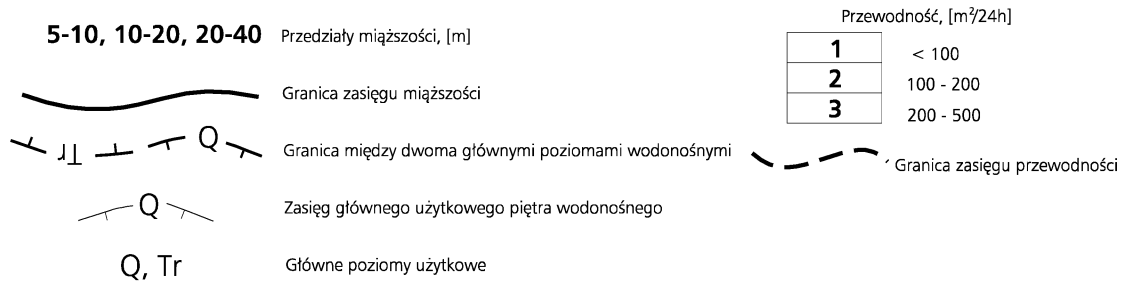 5-10, 10-20, 20-40 Przedziały miąższości, [m]
Granica zasięgu miąższości
Tr Q Granica między dwoma głównymi poziomami wodonośnymi
Q Zasięg głównego użytkowego piętra wodonośnego
Q, Tr Główne poziomy użytkowe
Przewodność, [m²/24h]
1 < 100
2 100 - 200
3 200 - 500
Granica zasięgu przewodności